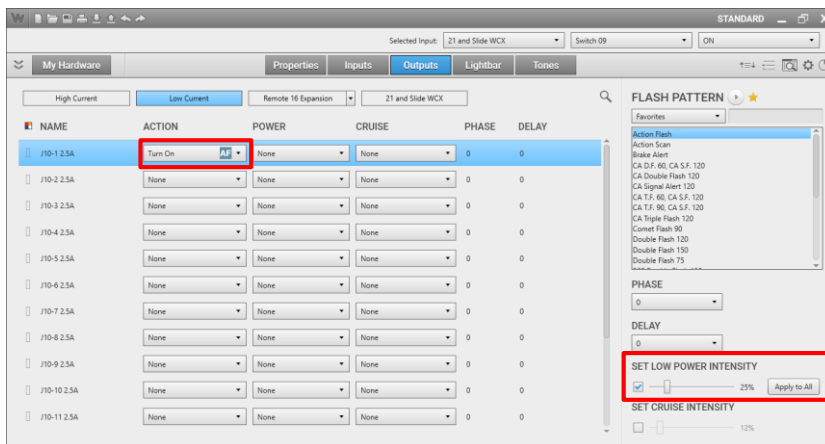 W STANDARD
Selected Input: 21 and Slide WCX Switch 09 ON
My Hardware Properties Inputs Outputs Lightbar Tones
High Current Low Current Remote 16 Expansion 21 and Slide WCX
NAME ACTION POWER CRUISE PHASE DELAY
J10-1 2.5A Turn On AF None None 0 0
J10-2 2.5A None None None 0 0
J10-3 2.5A None None None 0 0
J10-4 2.5A None None None 0 0
J10-5 2.5A None None None 0 0
J10-6 2.5A None None None 0 0
J10-7 2.5A None None None 0 0
J10-8 2.5A None None None 0 0
J10-9 2.5A None None None 0 0
J10-10 2.5A None None None 0 0
J10-11 2.5A None None None 0 0
FLASH PATTERN
Favorites
Action Flash
Action Scan
Brake Alert
CA D.F. 60, CA S.F. 120
CA Double Flash 120
CA Signal Alert 120
CA T.F. 60, CA S.F. 120
CA T.F. 90, CA S.F. 120
CA Triple Flash 120
Comet Flash 90
Double Flash 120
Double Flash 150
Double Flash 75
PHASE
0
DELAY
0
SET LOW POWER INTENSITY
25% Apply to All
SET CRUISE INTENSITY
12%